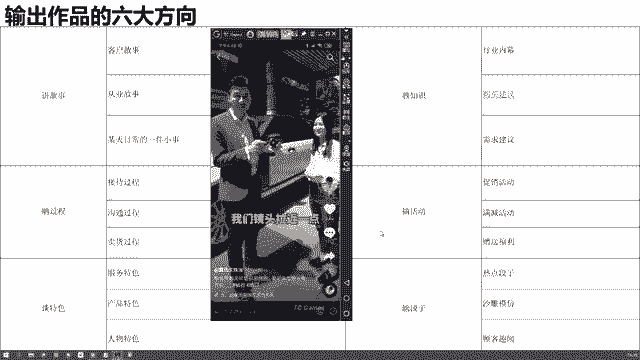 输出作品的六大方向
讲故事
客户故事
从业故事
某天日常的一件小事
晒过程
接待过程
沟通过程
卖货过程
谈特色
服务特色
产品特色
人物特色
我们镜头拉近一点
教知识
行业内幕
购买建议
需求建议
搞活动
促销活动
满减活动
赠送福利
编段子
热点段子
沙雕模仿
顾客趣闻